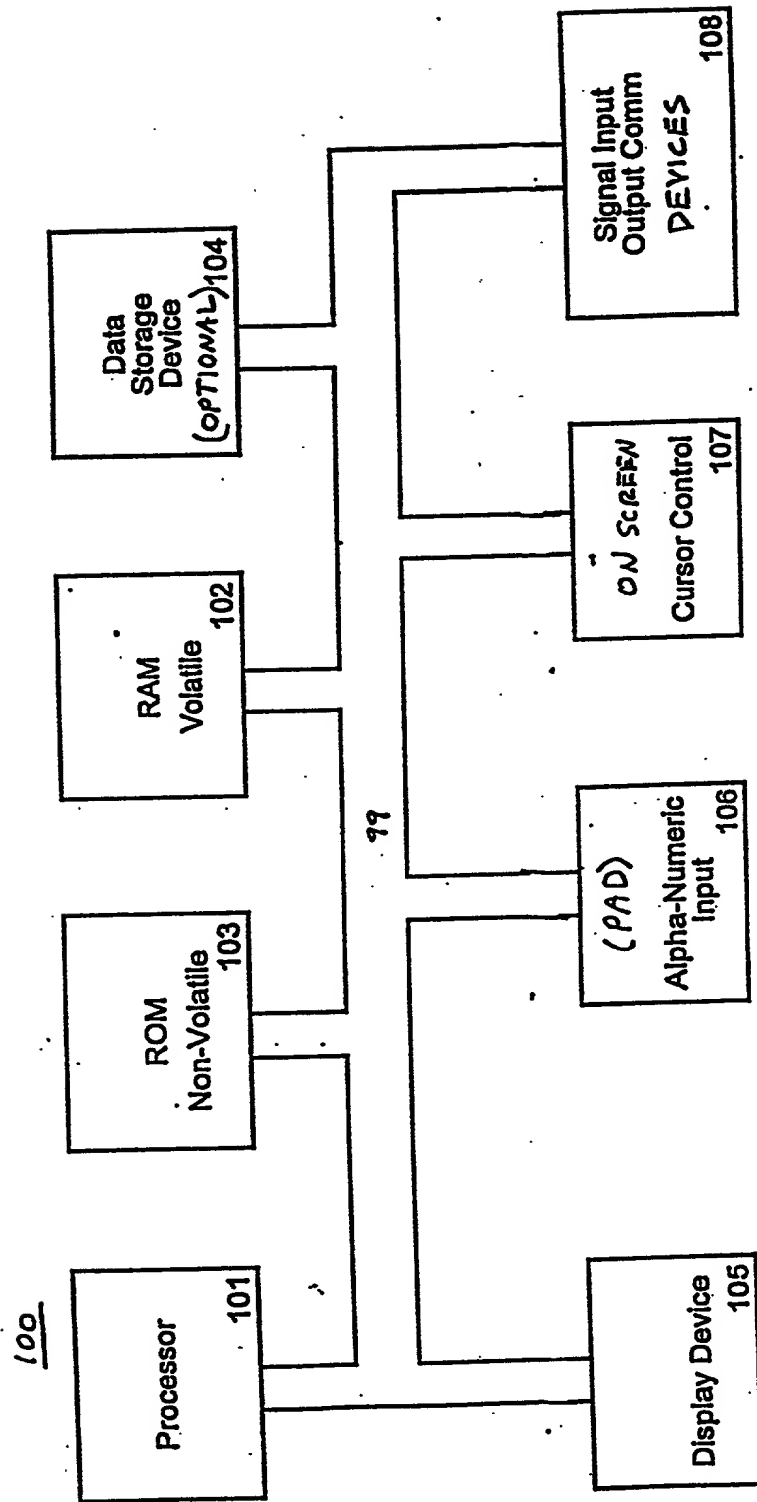 100
Processor
101
ROM
Non-Volatile
103
RAM
Volatile
102
Data
Storage
Device
(OPTIONAL) 104
99
Display Device
105
(PAD)
Alpha-Numeric
Input
106
ON SCREEN
Cursor Control
107
Signal Input
Output Comm
DEVICES
108